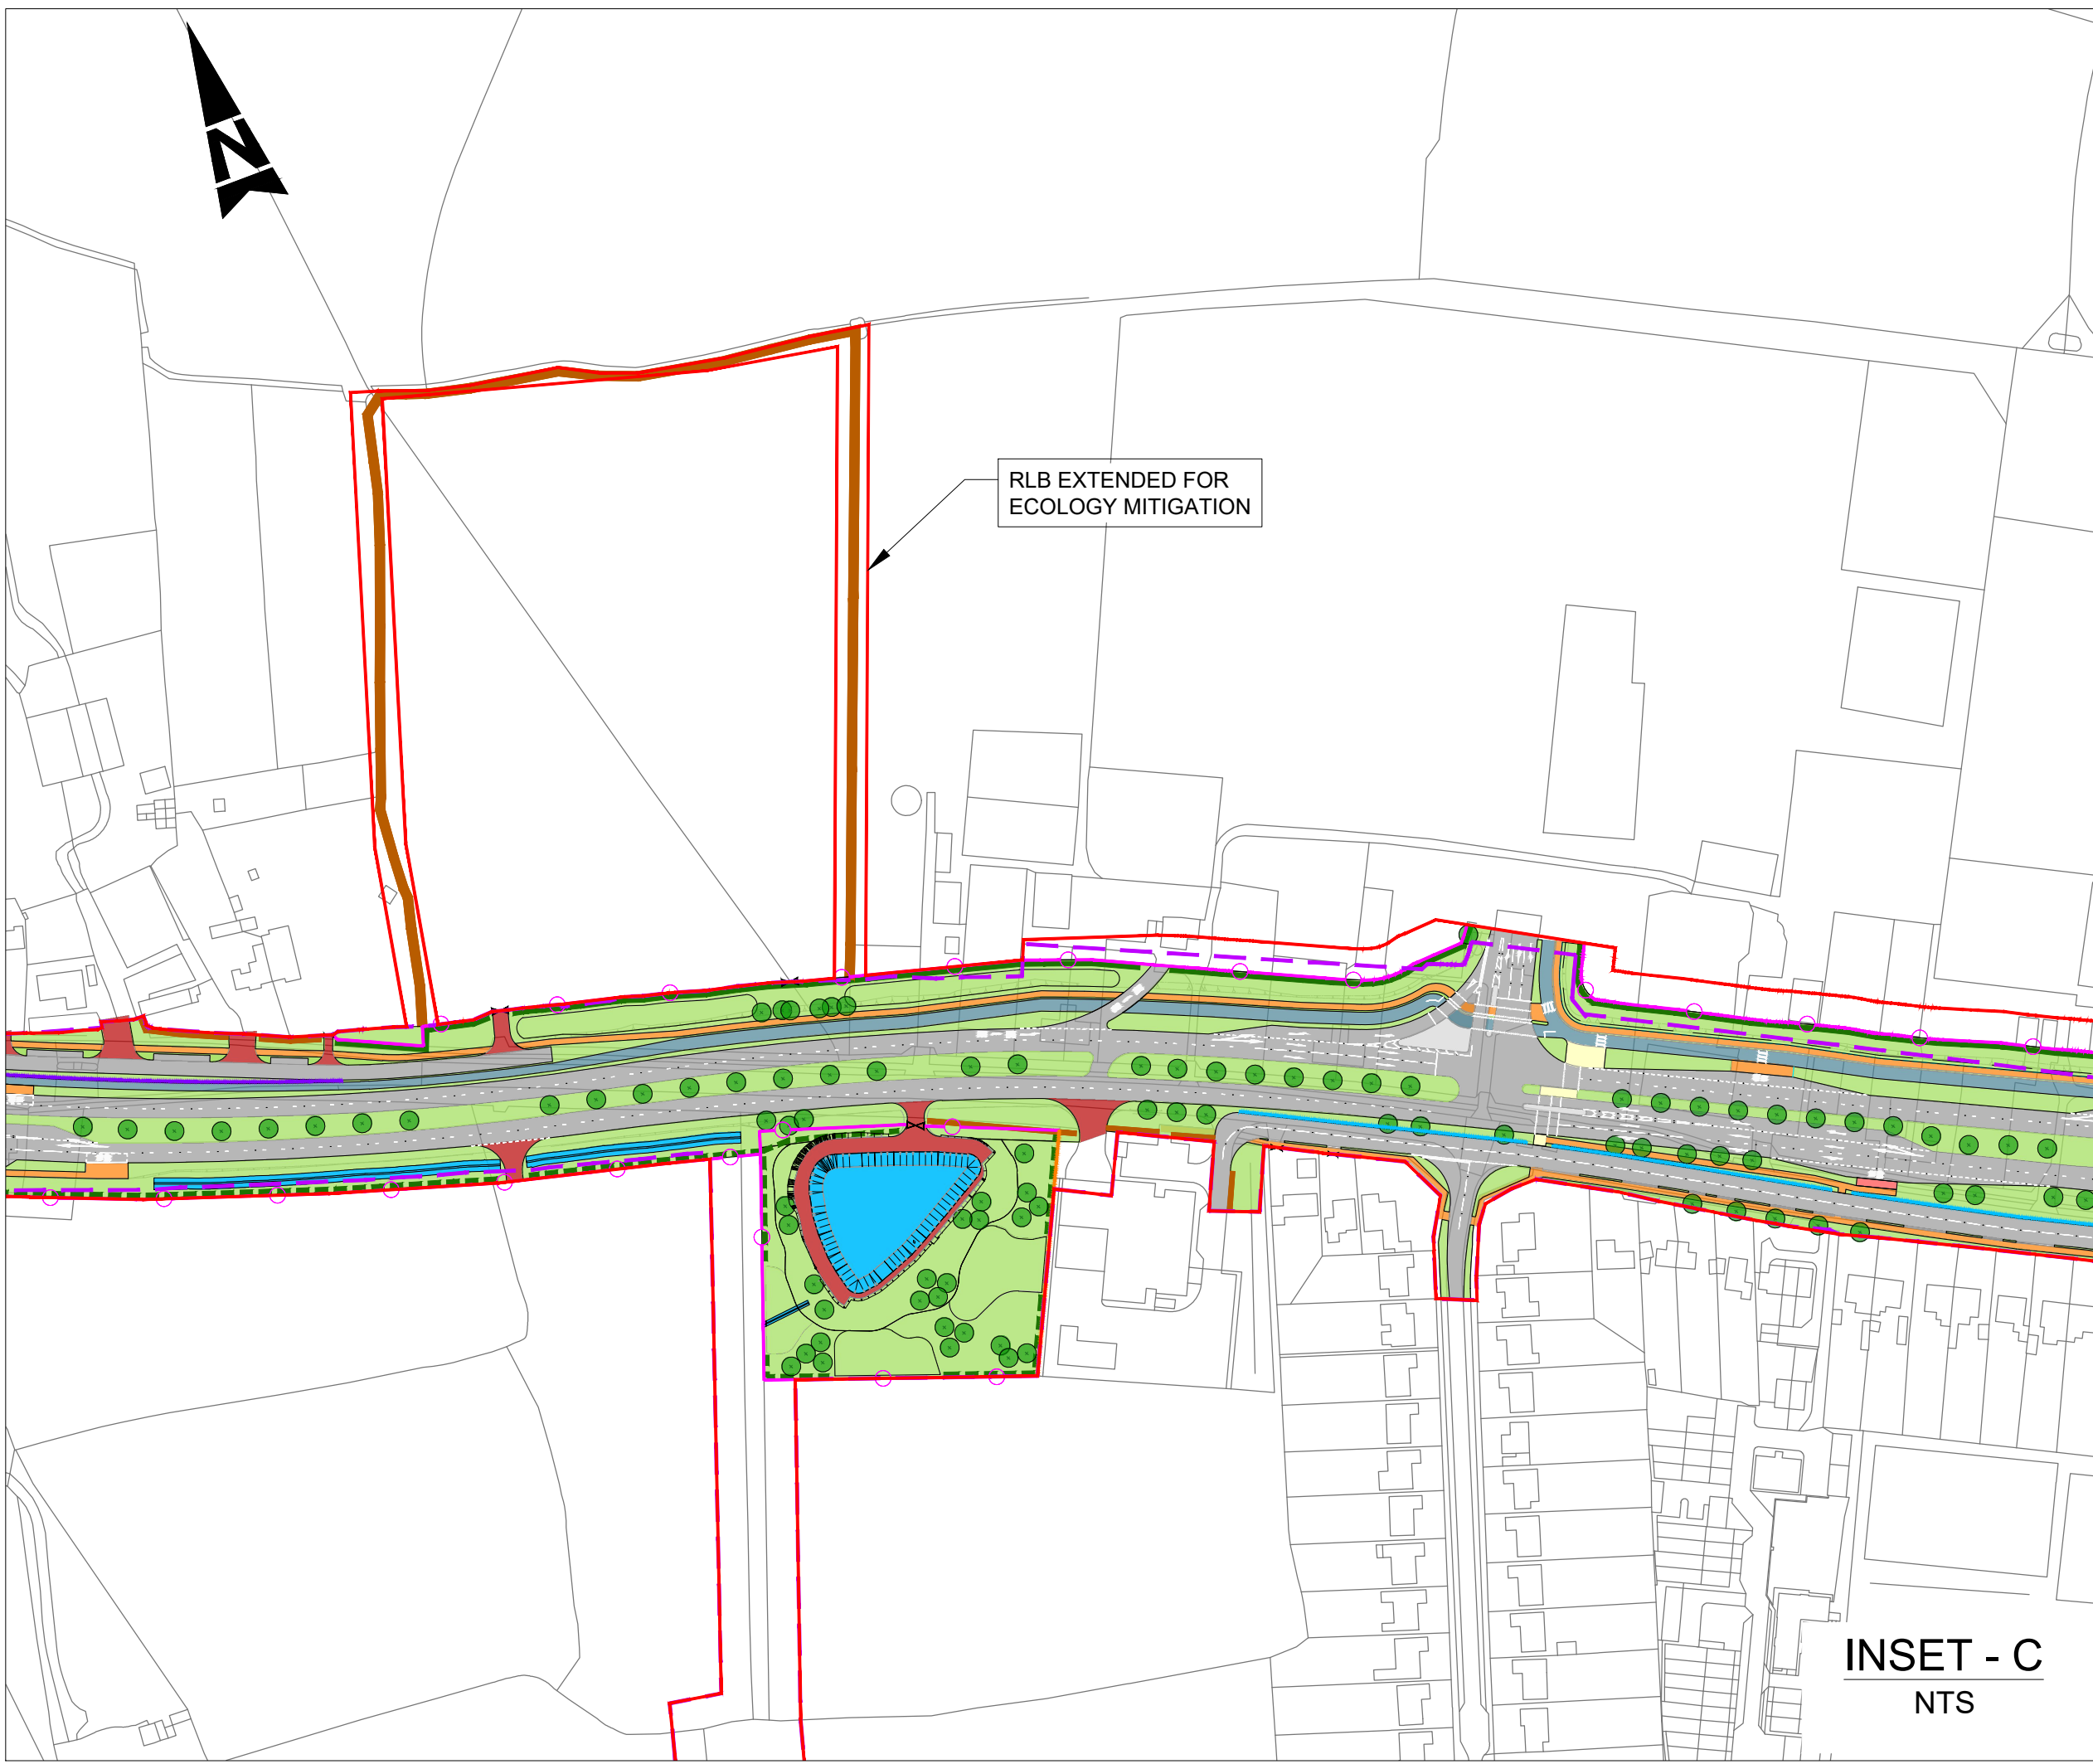 N
RLB EXTENDED FOR
ECOLOGY MITIGATION
INSET - C
NTS